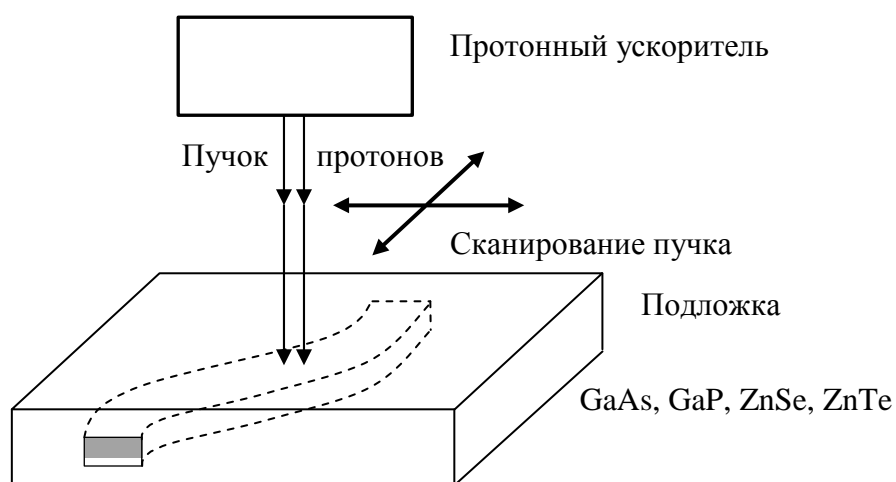 Протонный ускоритель
Пучок протонов
Сканирование пучка
Подложка
GaAs, GaP, ZnSe, ZnTe